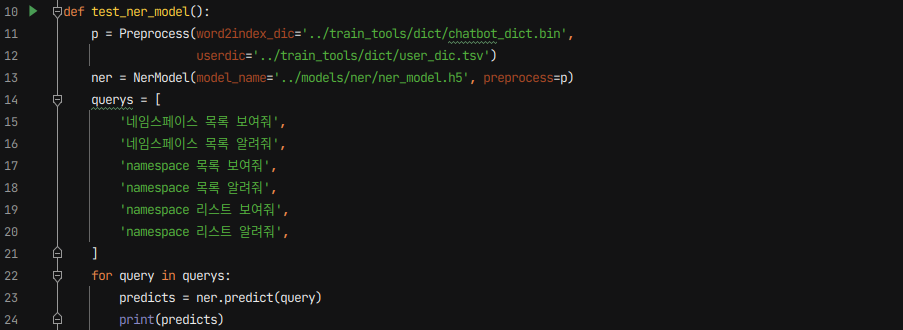 10 def test_ner_model():
11     p = Preprocess(word2index_dic='../train_tools/dict/chatbot_dict.bin',
12                    userdic='../train_tools/dict/user_dic.tsv')
13     ner = NerModel(model_name='../models/ner/ner_model.h5', preprocess=p)
14     querys = [
15         '네임스페이스 목록 보여줘',
16         '네임스페이스 목록 알려줘',
17         'namespace 목록 보여줘',
18         'namespace 목록 알려줘',
19         'namespace 리스트 보여줘',
20         'namespace 리스트 알려줘',
21     ]
22     for query in querys:
23         predicts = ner.predict(query)
24         print(predicts)